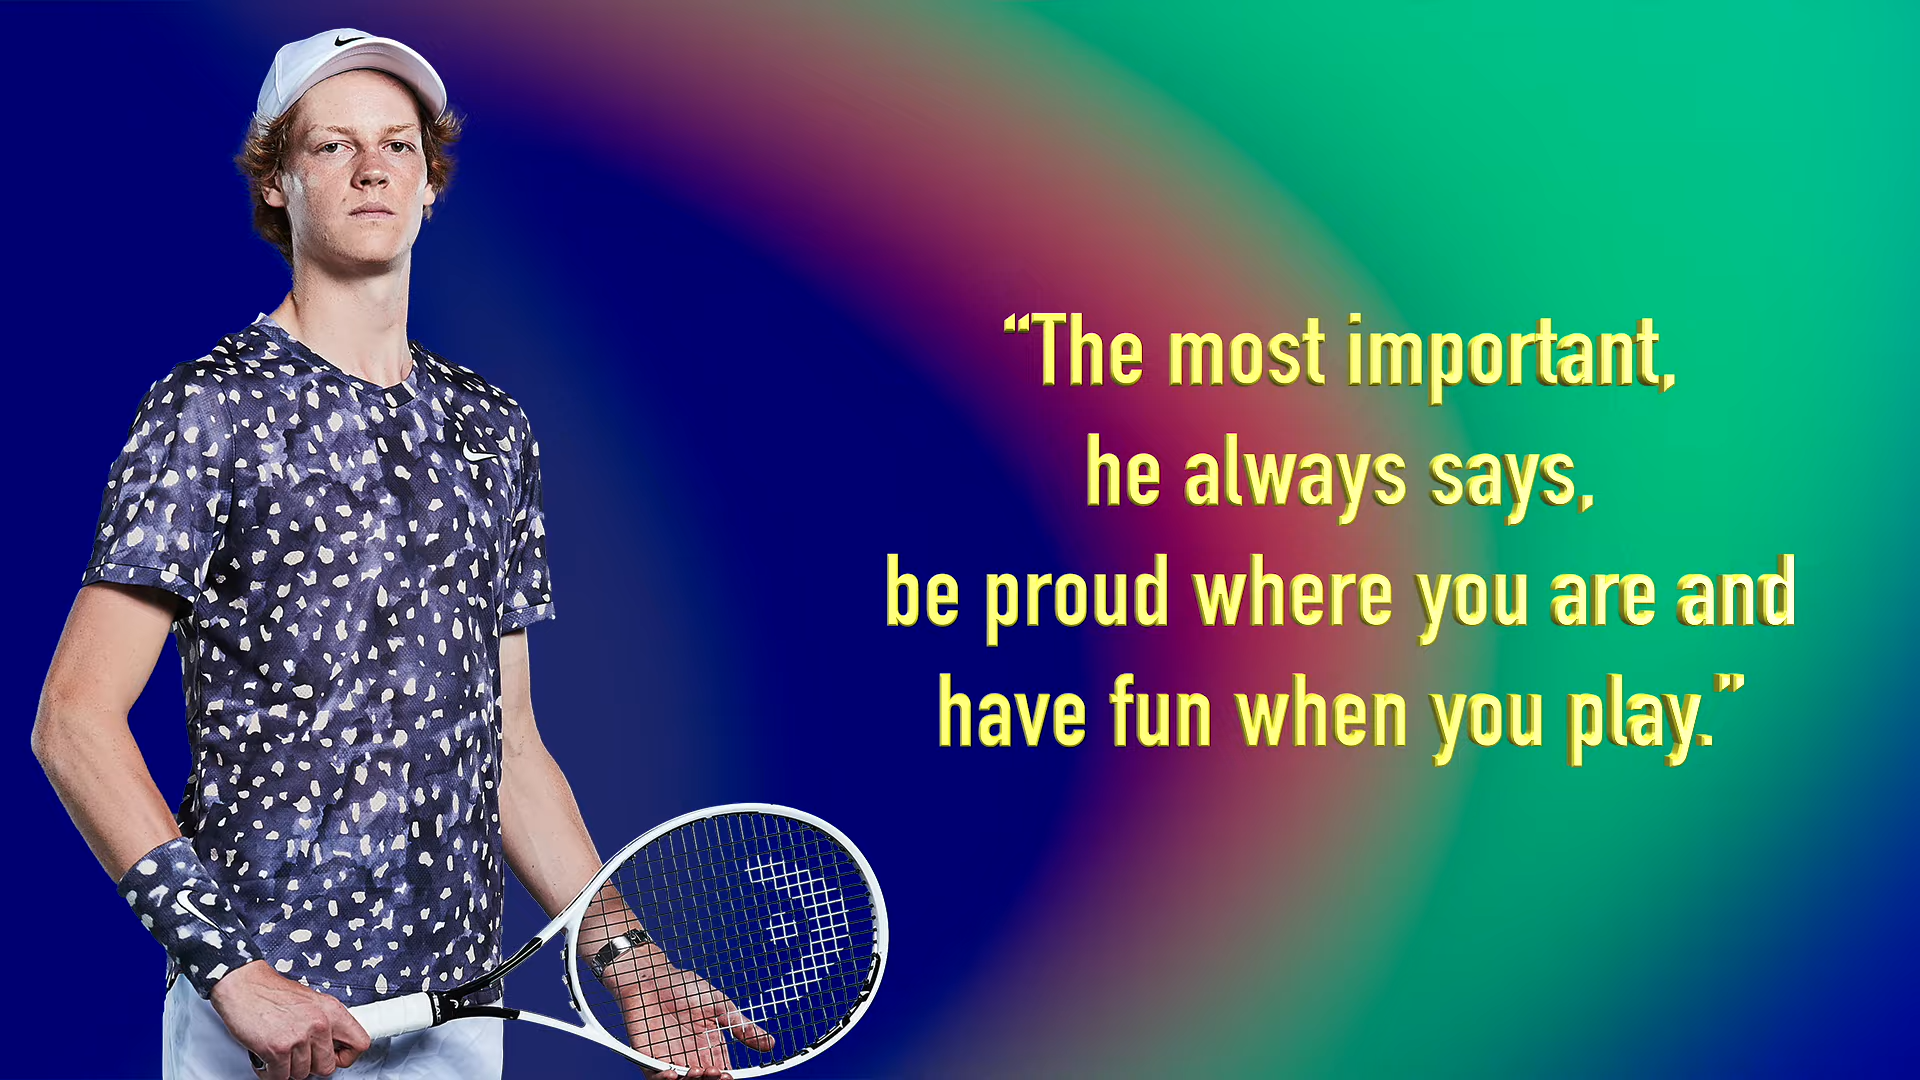 “The most important,
he always says,
be proud where you are and
have fun when you play.”